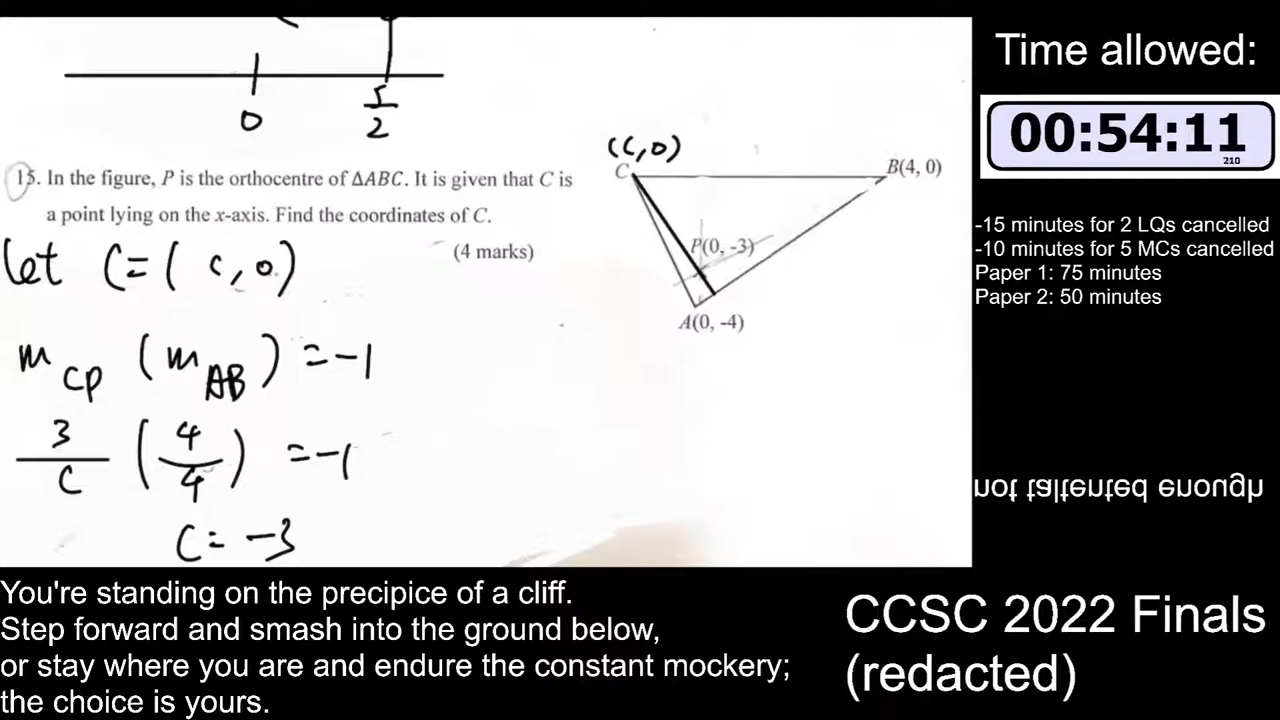 0
5/2
15. In the figure, P is the orthocentre of ΔABC. It is given that C is
a point lying on the x-axis. Find the coordinates of C.
(4 marks)
let C=( c, 0)
m CP (m AB) = -1
3/c (4/4) = -1
C= -3
(C, 0)
C
B(4, 0)
P(0, -3)
A(0, -4)
Time allowed:
00:54:11
210
-15 minutes for 2 LQs cancelled
-10 minutes for 5 MCs cancelled
Paper 1: 75 minutes
Paper 2: 50 minutes
not taltented enough
You're standing on the precipice of a cliff.
Step forward and smash into the ground below,
or stay where you are and endure the constant mockery;
the choice is yours.
CCSC 2022 Finals
(redacted)